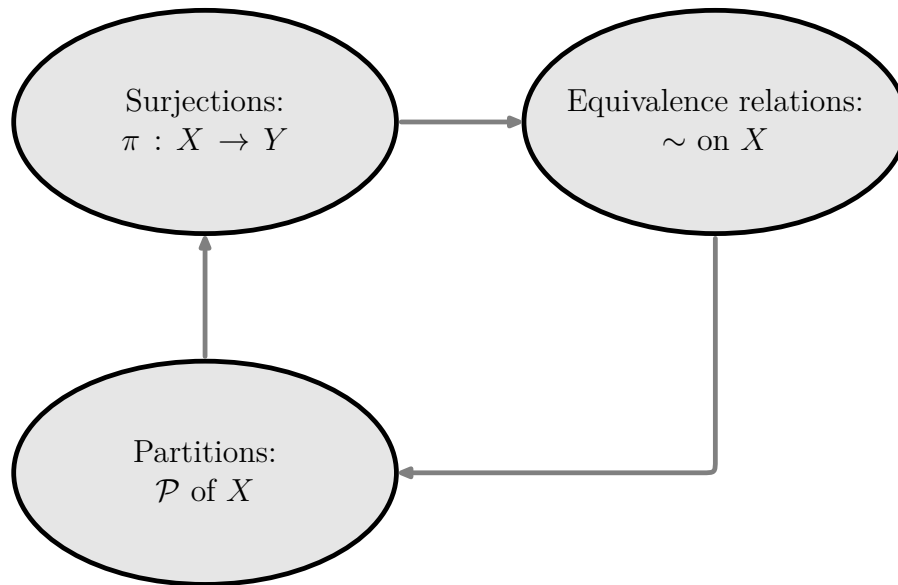 Surjections:
π : X → Y
Equivalence relations:
∼ on X
Partitions:
𝒫 of X